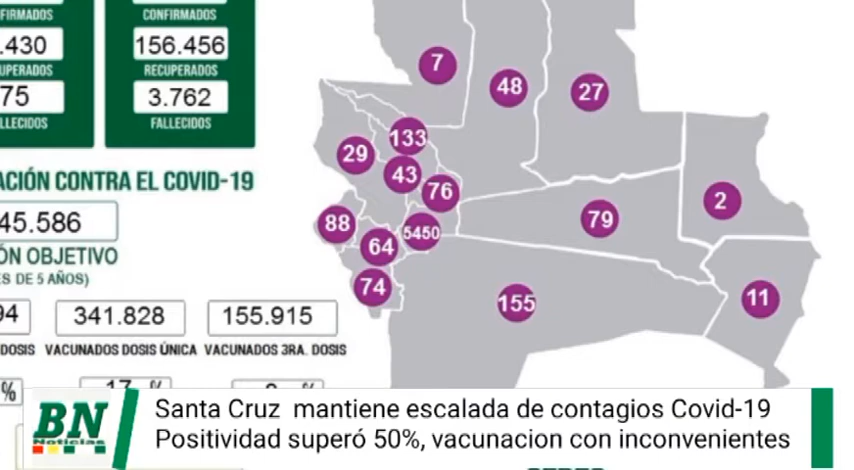 FIRMADOS
CONFIRMADOS
.430
156.456
UPERADOS
RECUPERADOS
75
3.762
LLECIDOS
FALLECIDOS
ACIÓN CONTRA EL COVID-19
45.586
ÓN OBJETIVO
ES DE 5 AÑOS)
94
341.828
155.915
DOSIS
VACUNADOS DOSIS ÚNICA
VACUNADOS 3RA. DOSIS
%
7
48
27
133
29
43
76
2
88
5450
79
64
74
155
11
BN
Noticias
Santa Cruz mantiene escalada de contagios Covid-19
Positividad superó 50%, vacunacion con inconvenientes